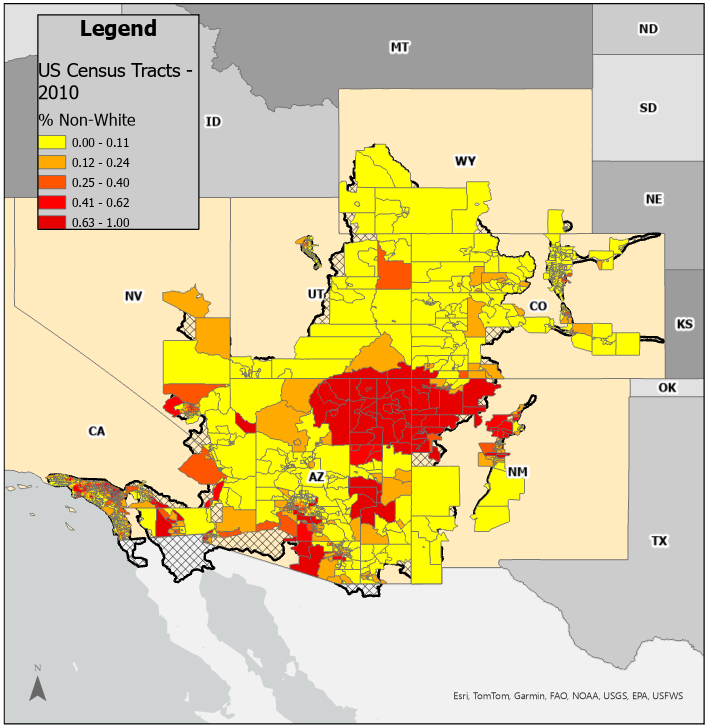 Legend
US Census Tracts -
2010
% Non-White
0.00 - 0.11
0.12 - 0.24
0.25 - 0.40
0.41 - 0.62
0.63 - 1.00
MT
ND
ID
SD
WY
NE
NV
UT
CO
KS
OK
CA
AZ
NM
TX
N
Esri, TomTom, Garmin, FAO, NOAA, USGS, EPA, USFWS